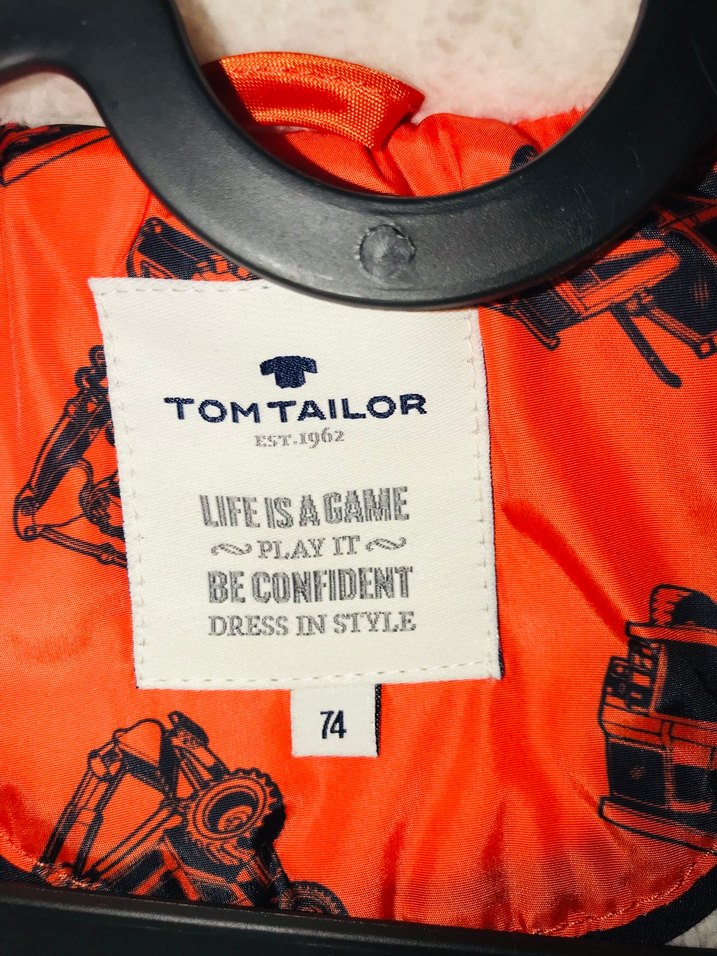 TOM TAILOR
EST.1962
LIFE IS A GAME
PLAY IT
BE CONFIDENT
DRESS IN STYLE
74